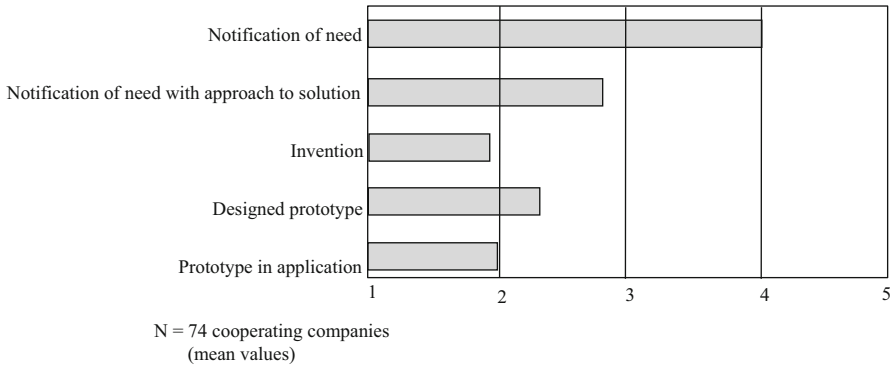 Notification of need
Notification of need with approach to solution
Invention
Designed prototype
Prototype in application
1 2 3 4 5
N = 74 cooperating companies
(mean values)